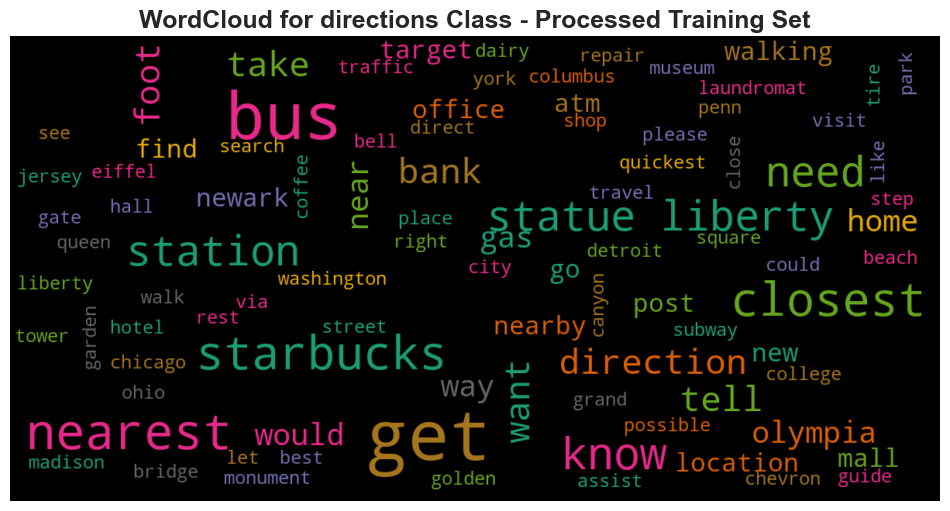 WordCloud for directions Class - Processed Training Set
foot
take
target
dairy
traffic
york
columbus
repair
museum
walking
laundromat
tire
park
bus
office
direct
atm
shop
penn
visit
see
find
search
bell
please
quickest
close
like
need
jersey
eiffel
coffee
near
bank
travel
step
newark
hall
gate
place
statue liberty
home
queen
station
right
gas
detroit
square
city
go
could
beach
liberty
washington
canyon
post
closest
walk
via
rest
tower
garden
hotel
street
nearby
subway
chicago
starbucks
direction
new
college
ohio
way
want
grand
tell
nearest
would
get
know
possible
olympia
location
mall
madison
bridge
let
best
monument
golden
assist
chevron
guide